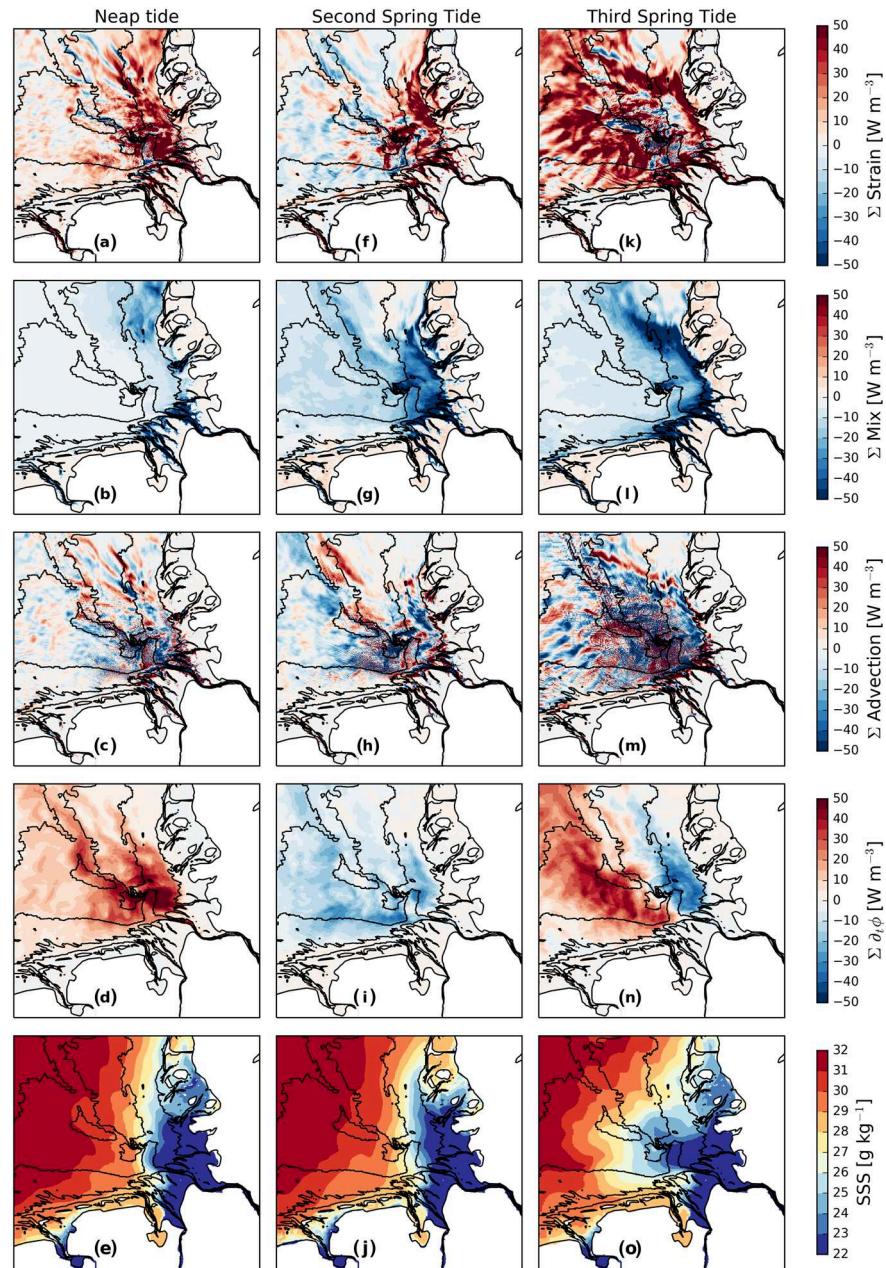 Neap tide
Second Spring Tide
Third Spring Tide
(a)
(f)
(k)
50
40
30
20
10
0
−10
−20
−30
−40
−50
Σ Strain [W m⁻³]
(b)
(g)
(l)
50
40
30
20
10
0
−10
−20
−30
−40
−50
Σ Mix [W m⁻³]
(c)
(h)
(m)
50
40
30
20
10
0
−10
−20
−30
−40
−50
Σ Advection [W m⁻³]
(d)
(i)
(n)
50
40
30
20
10
0
−10
−20
−30
−40
−50
Σ ∂ₜϕ [W m⁻³]
(e)
(j)
(o)
32
31
30
29
28
27
26
25
24
23
22
SSS [g kg⁻¹]